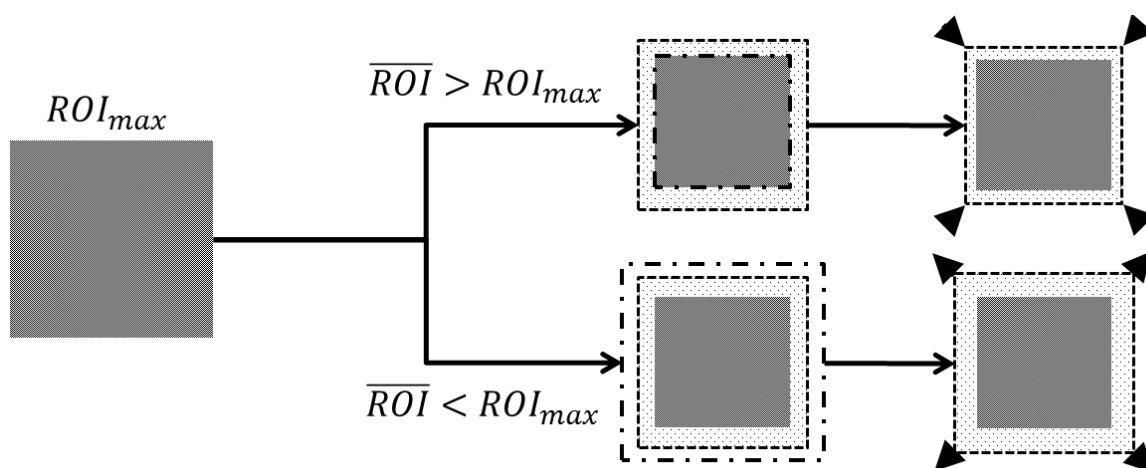 ROI_max
\overline{ROI} > ROI_max
\overline{ROI} < ROI_max